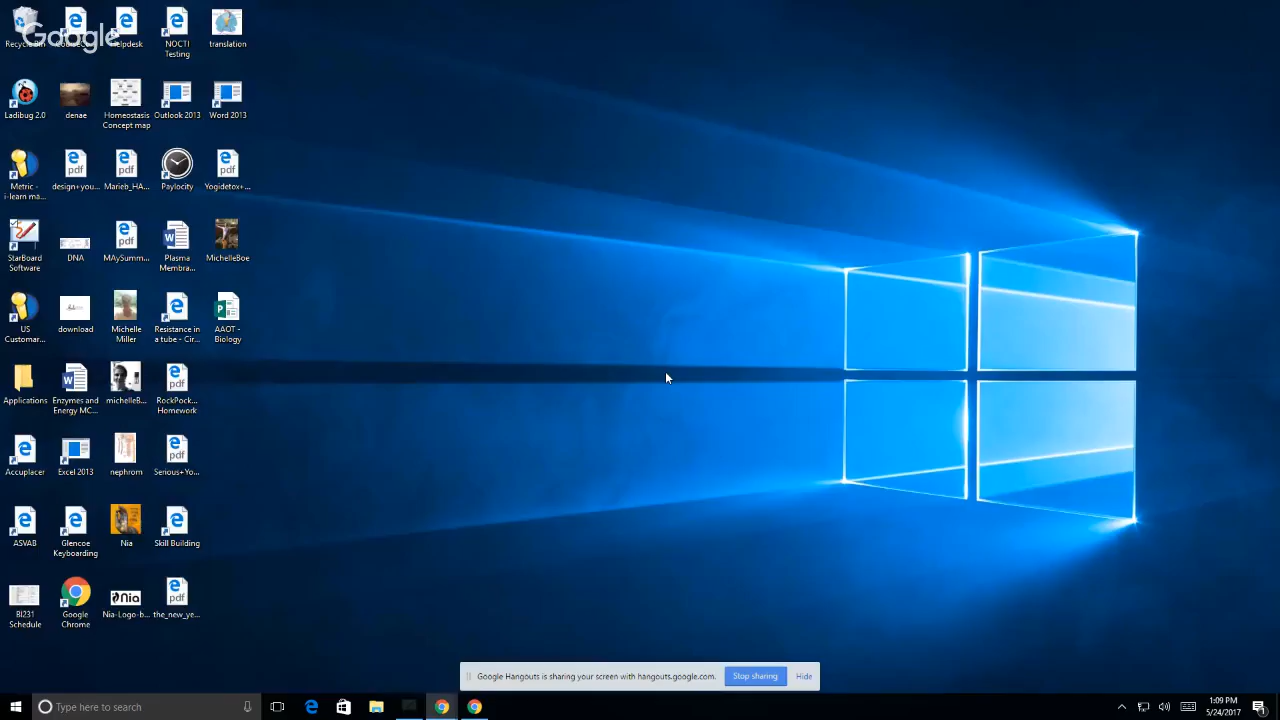 Google
Recycle Bin
Helpdesk
NOCTI
Testing
translation
Ladibug 2.0
denae
Homeostasis
Concept map
Outlook 2013
Word 2013
Metric -
i-learn ma...
design+you...
Marieb_HA...
Paylocity
Yogidetox+...
StarBoard
Software
DNA
MAySumm...
Plasma
Membra...
MichelleBoe
US
Customar...
download
Michelle
Miller
Resistance in
a tube - Cir...
AAOT -
Biology
Applications
Enzymes and
Energy MC...
michelleB...
RockPock...
Homework
Accuplacer
Excel 2013
nephrom
Serious+Yo...
ASVAB
Glencoe
Keyboarding
Nia
Skill Building
BI231
Schedule
Google
Chrome
Nia-Logo-b...
the_new_ye...
Google Hangouts is sharing your screen with hangouts.google.com.
Stop sharing
Hide
Type here to search
1:09 PM
5/24/2017